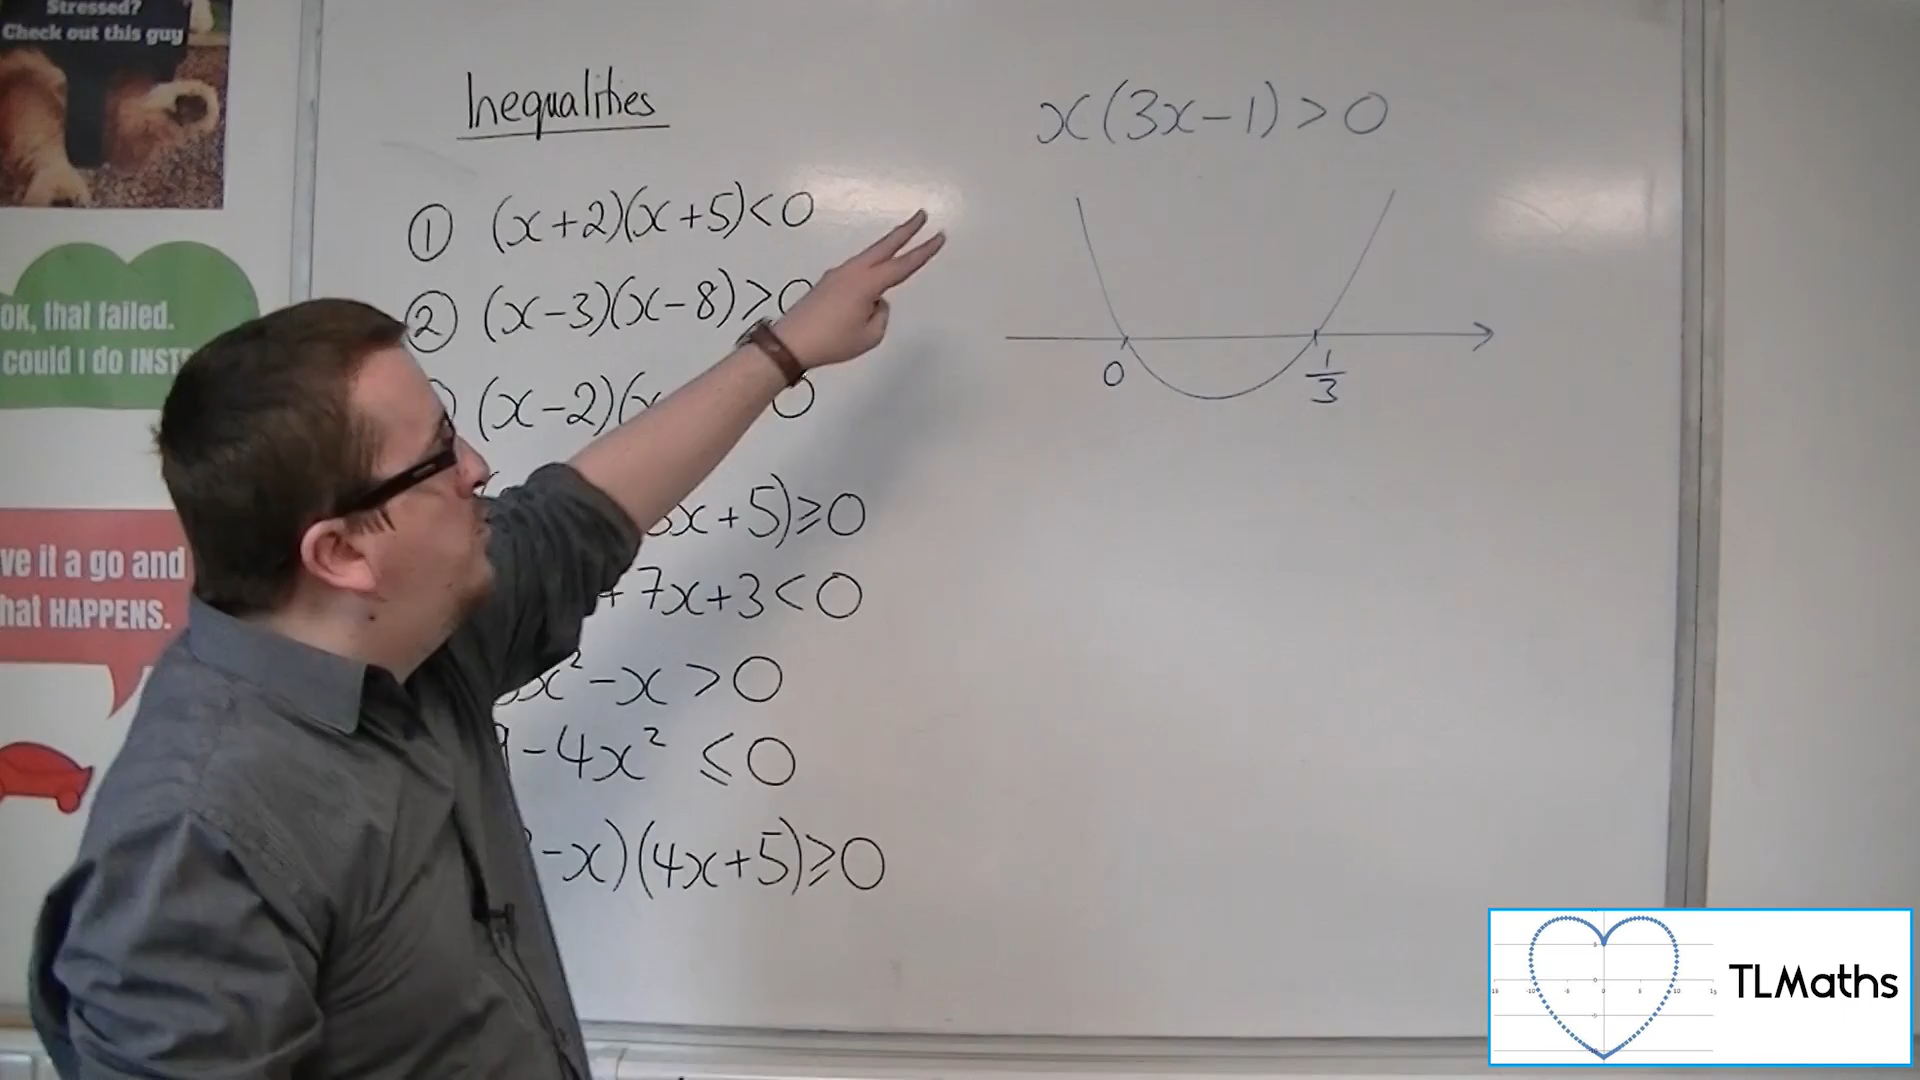 Stressed?
Check out this guy
OK, that failed.
could I do
ve it a go and
hat HAPPENS.
Inequalities
① (x+2)(x+5)<0
② (x-3)(x-8)>0
(x-2)(x 0
x+5)≥0
+7x+3<0
x²-x>0
-4x² ≤0
-x)(4x+5)≥0
x(3x-1)>0
0
1/3
TLMaths